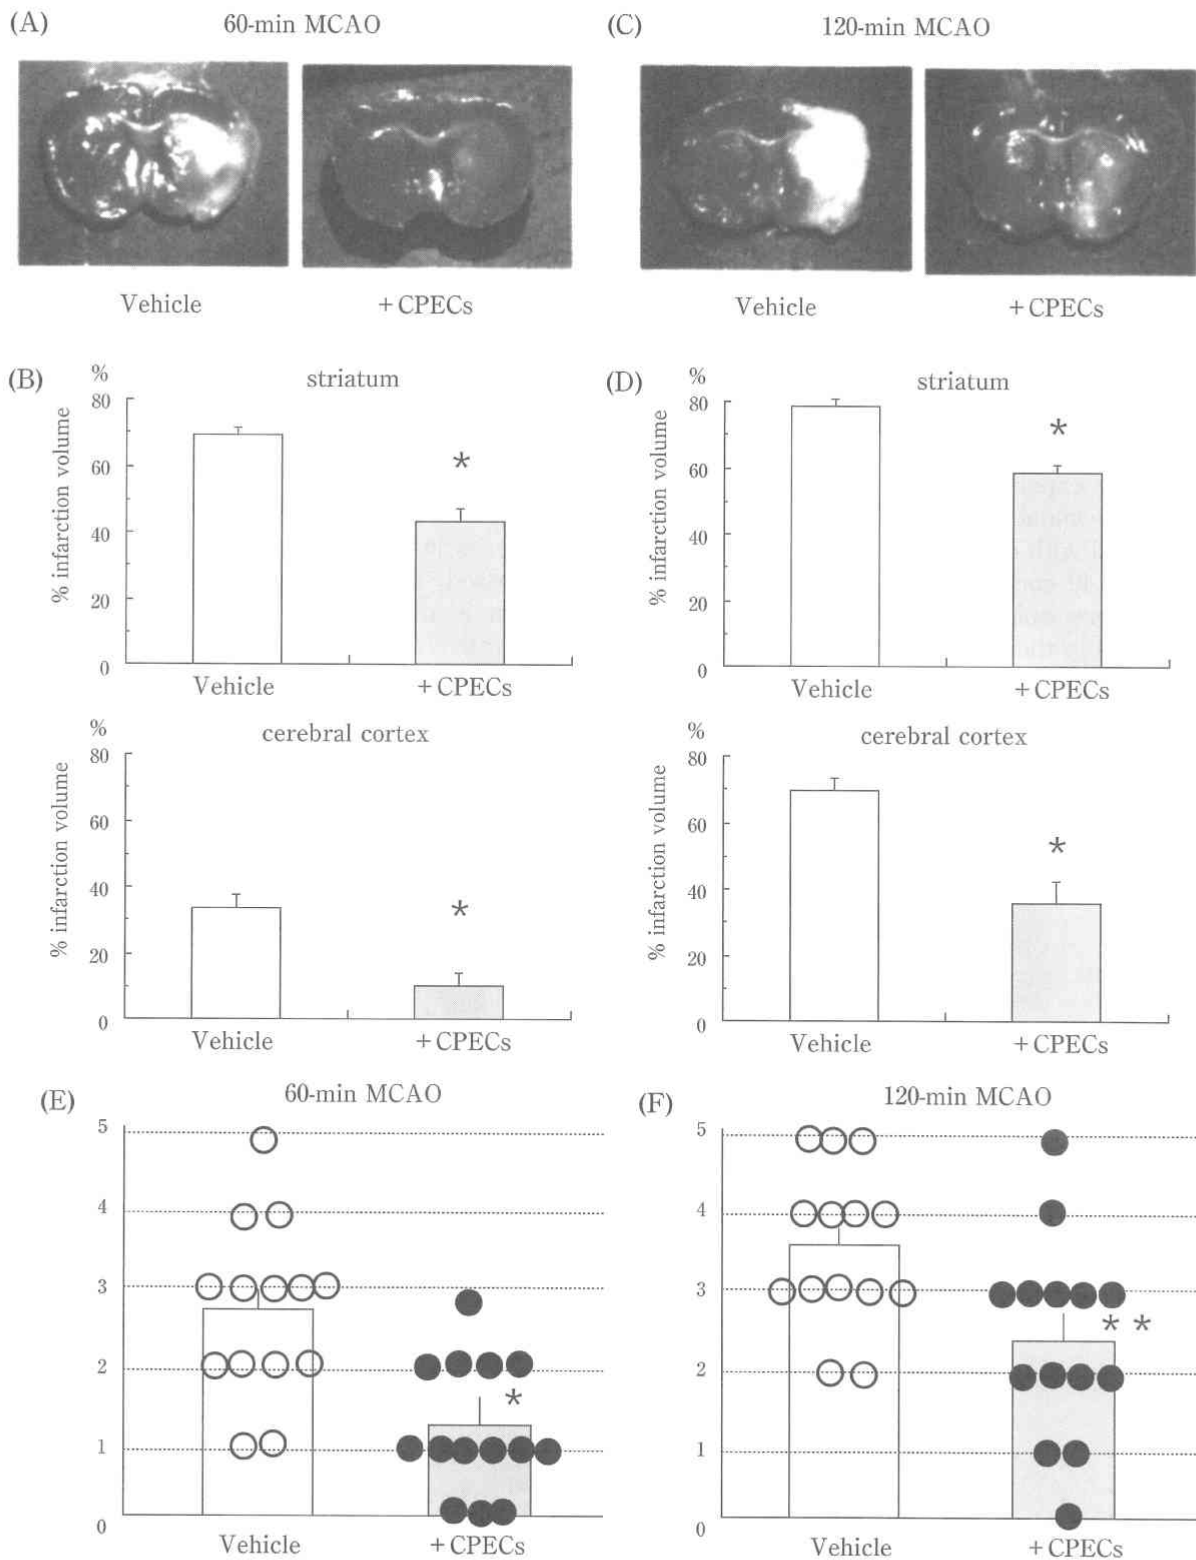 (A) 60-min MCAO
(C) 120-min MCAO
Vehicle +CPECs
Vehicle +CPECs
(B) % striatum
80
60
40
20
0
% infarction volume
Vehicle +CPECs
(D) % striatum
80
60
40
20
0
% infarction volume
Vehicle +CPECs
% cerebral cortex
80
60
40
20
0
% infarction volume
*
*
Vehicle +CPECs
% cerebral cortex
80
60
40
20
0
% infarction volume
*
*
Vehicle +CPECs
(E) 60-min MCAO
5
4
3
2
1
0
*
Vehicle +CPECs
(F) 120-min MCAO
5
4
3
2
1
0
* *
Vehicle +CPECs